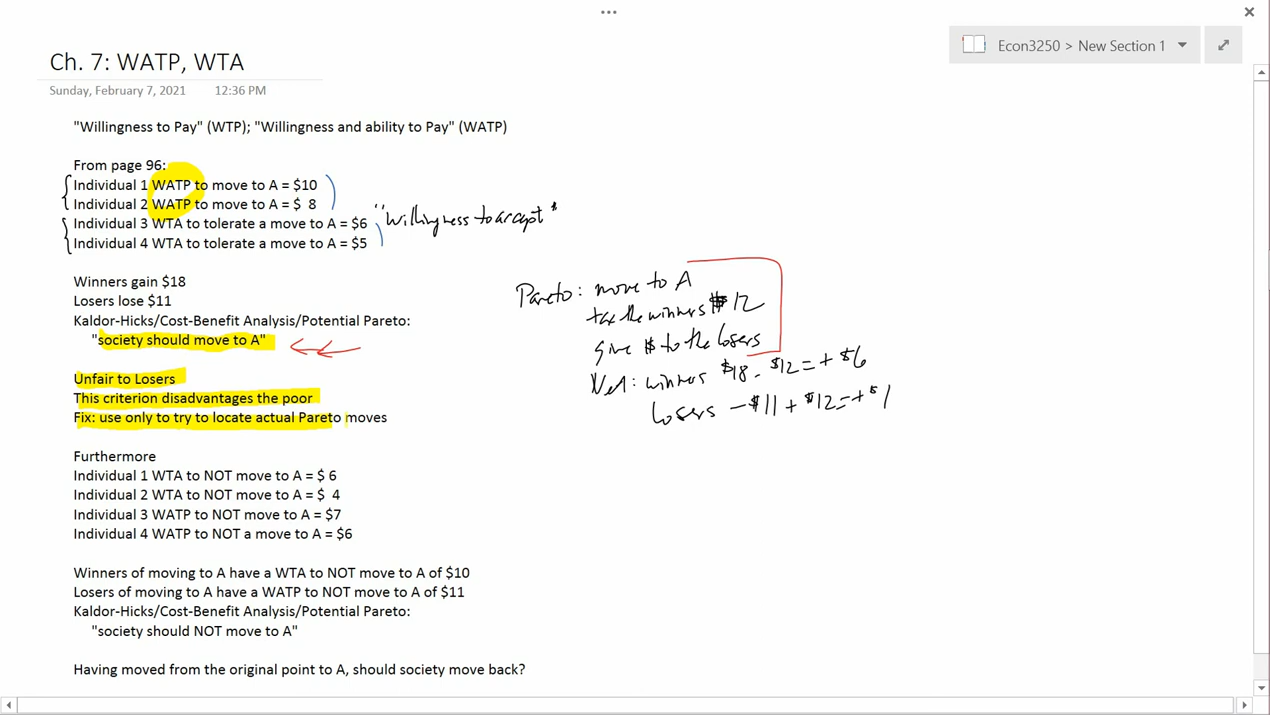 Econ3250 > New Section 1
Ch. 7: WATP, WTA
Sunday, February 7, 2021 12:36 PM
"Willingness to Pay" (WTP); "Willingness and ability to Pay" (WATP)
From page 96:
Individual 1 WATP to move to A = $10
Individual 2 WATP to move to A = $ 8
Individual 3 WTA to tolerate a move to A = $6
Individual 4 WTA to tolerate a move to A = $5
"willingness to accept"
Winners gain $18
Losers lose $11
Kaldor-Hicks/Cost-Benefit Analysis/Potential Pareto:
"society should move to A"
Unfair to Losers
This criterion disadvantages the poor
Fix: use only to try to locate actual Pareto moves
Pareto: move to A
tax the winners $12
give $ to the losers
Net: winners $18 - $12 = + $6
losers - $11 + $12 = + $1
Furthermore
Individual 1 WTA to NOT move to A = $ 6
Individual 2 WTA to NOT move to A = $ 4
Individual 3 WATP to NOT move to A = $7
Individual 4 WATP to NOT a move to A = $6
Winners of moving to A have a WTA to NOT move to A of $10
Losers of moving to A have a WATP to NOT move to A of $11
Kaldor-Hicks/Cost-Benefit Analysis/Potential Pareto:
"society should NOT move to A"
Having moved from the original point to A, should society move back?